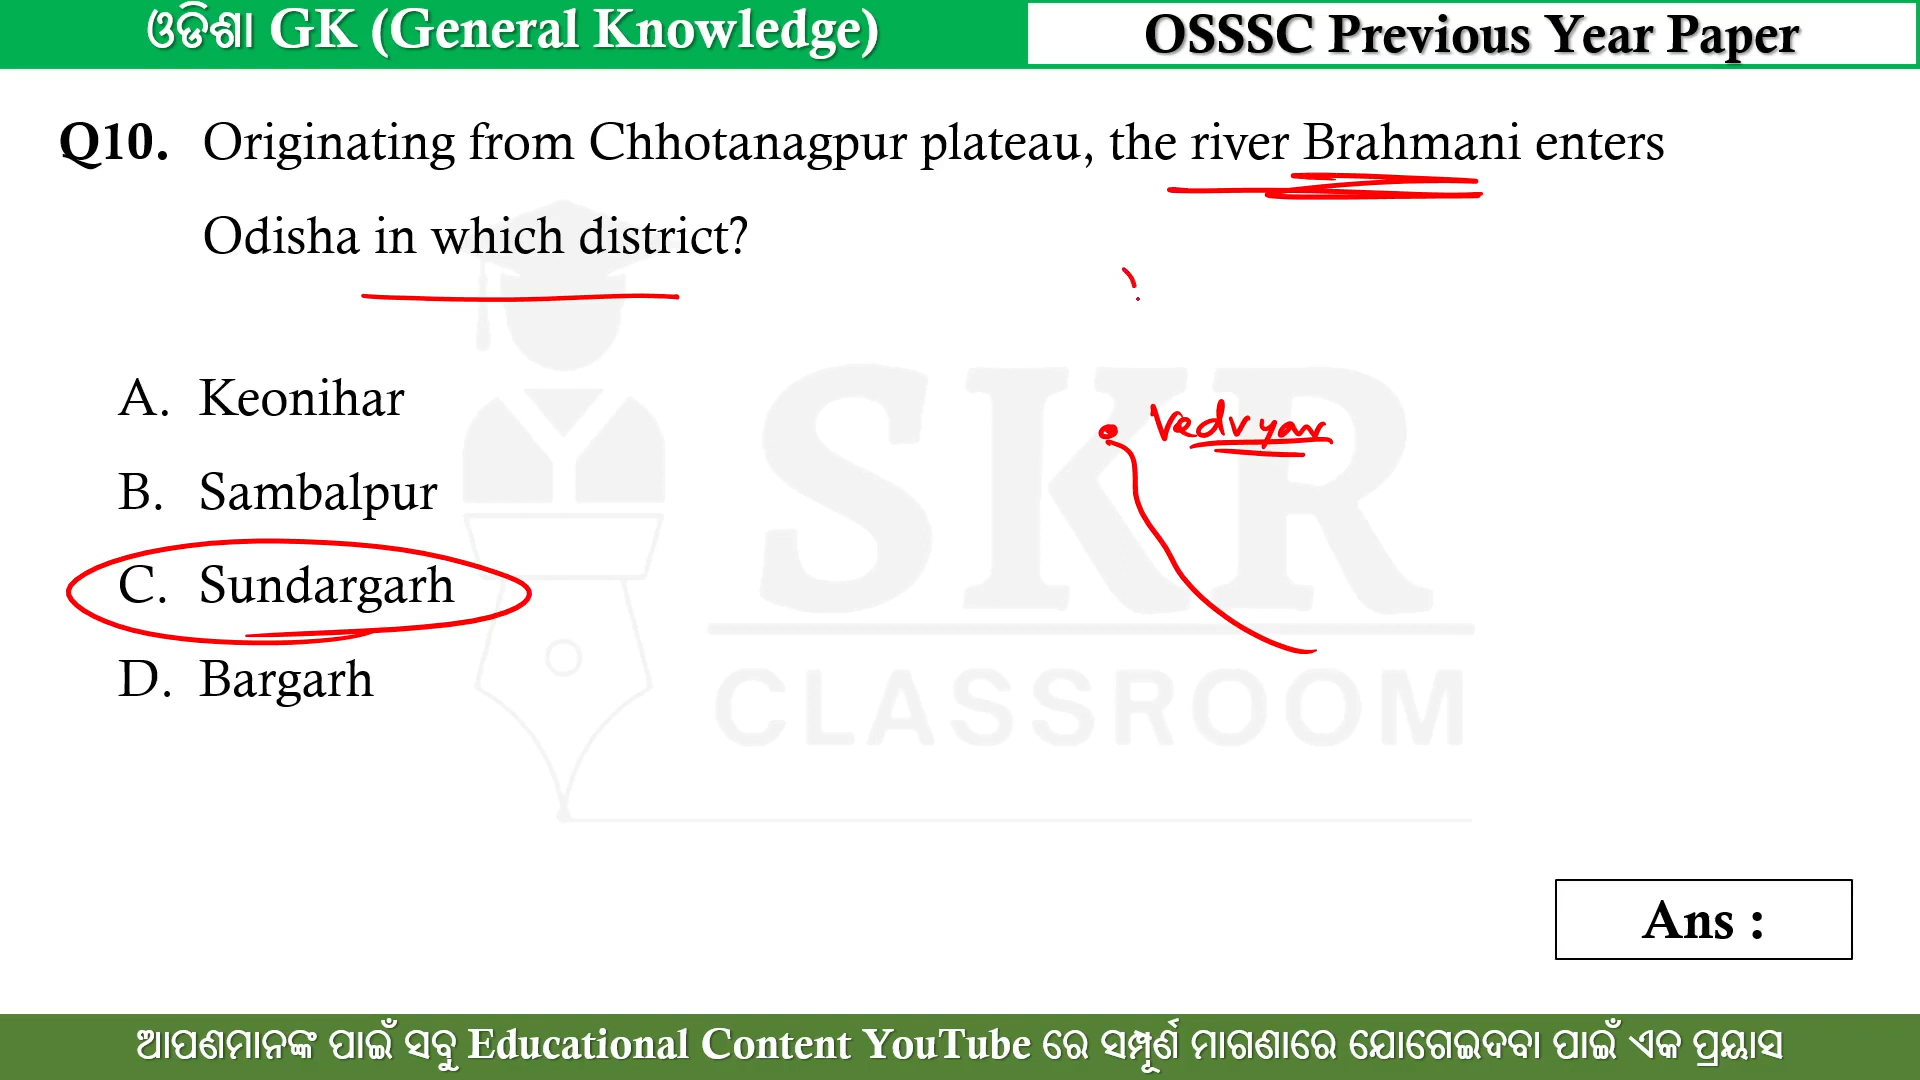 ଓଡିଶା GK (General Knowledge)
OSSSC Previous Year Paper
Q10. Originating from Chhotanagpur plateau, the river Brahmani enters
Odisha in which district?
A. Keonihar
B. Sambalpur
C. Sundargarh
D. Bargarh
SKR
CLASSROOM
Ans :
ଆପଣମାନଙ୍କ ପାଇଁ ସବୁ Educational Content YouTube ରେ ସମ୍ପୂର୍ଣ ମାଗଣାରେ ଯୋଗେଇଦବା ପାଇଁ ଏକ ପ୍ରୟାସ